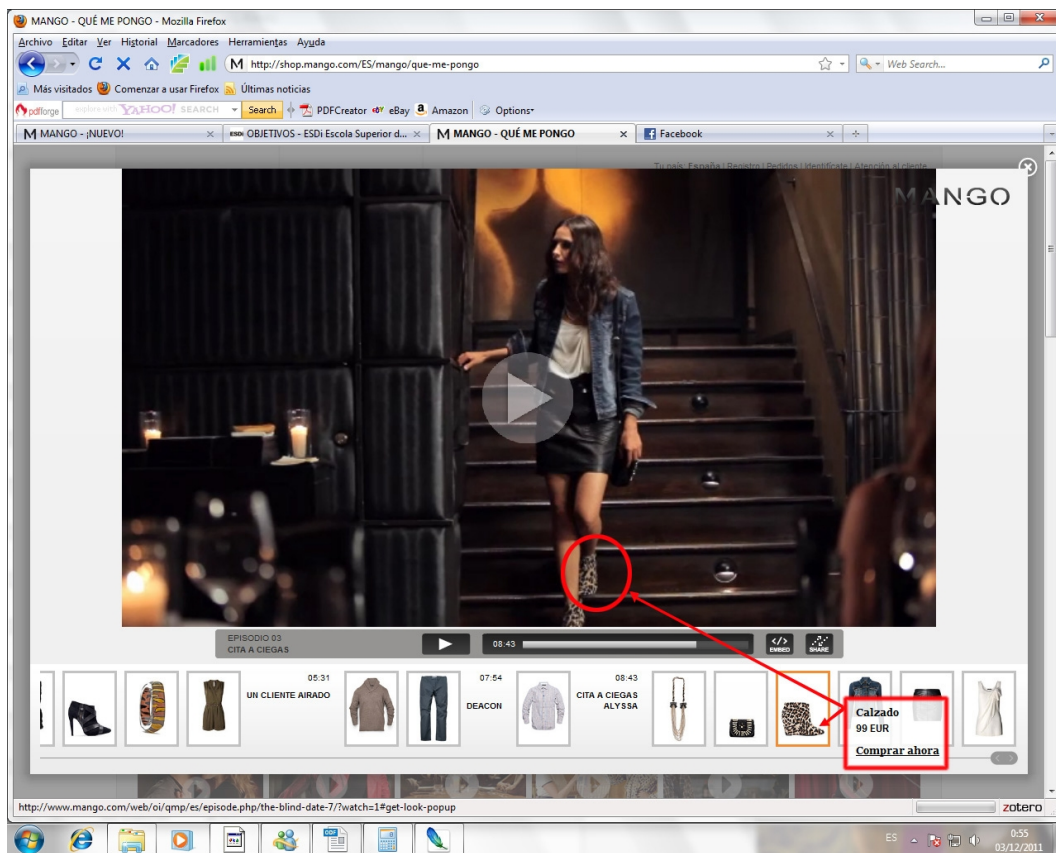 MANGO - QUÉ ME PONGO - Mozilla Firefox
Archivo Editar Ver Historial Marcadores Herramientas Ayuda
M http://shop.mango.com/ES/mango/que-me-pongo
Web Search...
Más visitados Comenzar a usar Firefox Últimas noticias
pdfforge explore with YAHOO! SEARCH Search PDFCreator eBay Amazon Options
M MANGO - ¡NUEVO! ESDi OBJETIVOS - ESDi Escola Superior d... M MANGO - QUÉ ME PONGO Facebook
Tu país: España | Registro | Pedidos | Identifícate | Atención al cliente
MANGO
EPISODIO 03
CITA A CIEGAS
08:43
EMBED
SHARE
05:31
UN CLIENTE AIRADO
07:54
DEACON
08:43
CITA A CIEGAS
ALYSSA
Calzado
99 EUR
Comprar ahora
http://www.mango.com/web/oi/qmp/es/episode.php/the-blind-date-7/?watch=1#get-look-popup
zotero
ES
0:55
03/12/2011